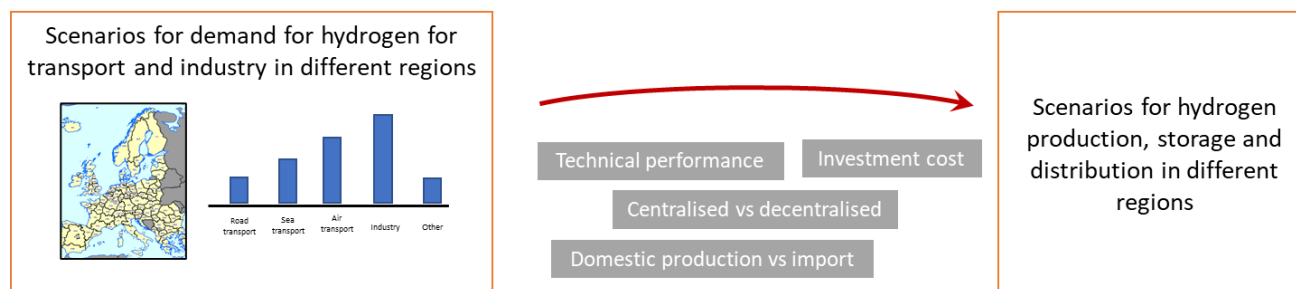 Scenarios for demand for hydrogen for
transport and industry in different regions
Road
transport
Sea
transport
Air
transport
Industry
Other
Technical performance
Investment cost
Centralised vs decentralised
Domestic production vs import
Scenarios for hydrogen
production, storage and
distribution in different
regions